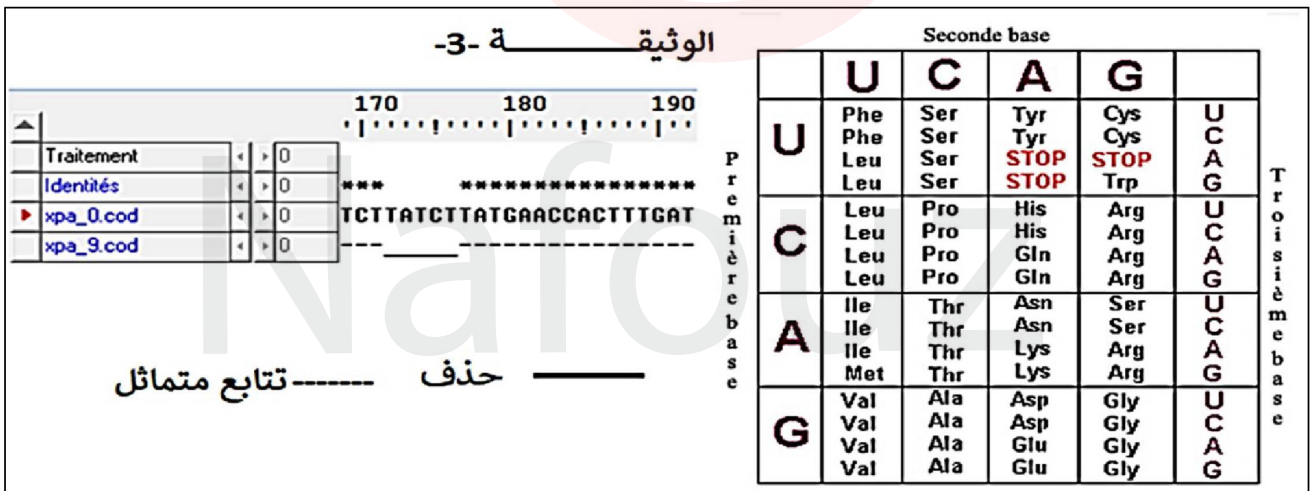 الوثيقـــــــــة -3-
170 180 190
Traitement 0
Identités 0 *** ****************
xpa_0.cod 0 TCTTATCTTATGAACCACTTTGAT
xpa_9.cod 0 --- _____ ----------------
حذف
------- تتابع متماثل
Seconde base
U C A G
Première base
Troisième base
U
Phe Ser Tyr Cys U
Phe Ser Tyr Cys C
Leu Ser STOP STOP A
Leu Ser STOP Trp G
C
Leu Pro His Arg U
Leu Pro His Arg C
Leu Pro Gln Arg A
Leu Pro Gln Arg G
A
Ile Thr Asn Ser U
Ile Thr Asn Ser C
Ile Thr Lys Arg A
Met Thr Lys Arg G
G
Val Ala Asp Gly U
Val Ala Asp Gly C
Val Ala Glu Gly A
Val Ala Glu Gly G
Nafouz